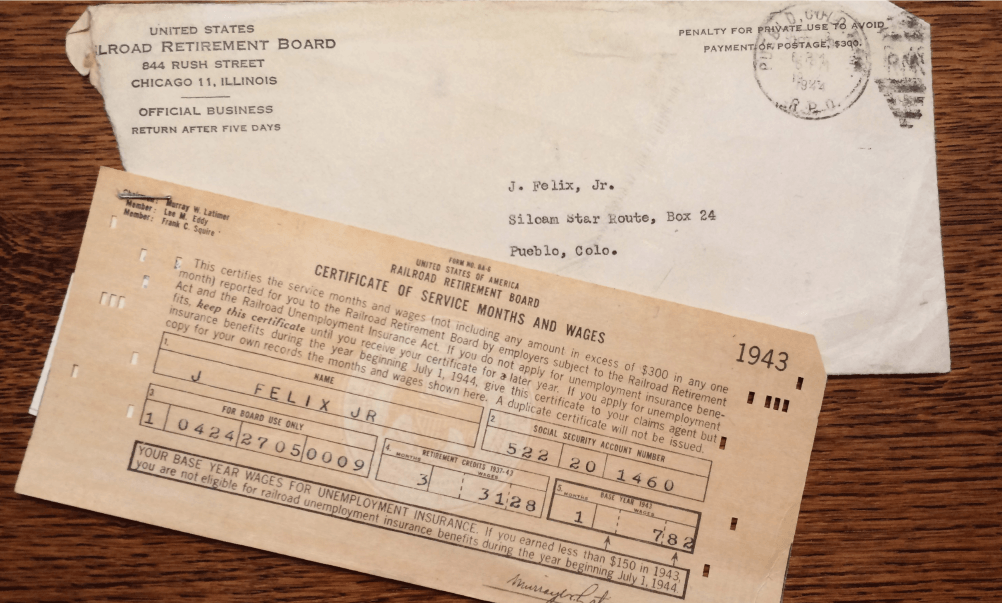 UNITED STATES
LROAD RETIREMENT BOARD
844 RUSH STREET
CHICAGO 11, ILLINOIS
OFFICIAL BUSINESS
RETURN AFTER FIVE DAYS
PENALTY FOR PRIVATE USE TO AVOID
PAYMENT OF POSTAGE, $300.
R.P.O.
J. Felix, Jr.
Siloam Star Route, Box 24
Pueblo, Colo.
Murray W. Latimer
Member: Lee M. Eddy
Member: Frank C. Squire
FORM NO. BA-6
UNITED STATES OF AMERICA
RAILROAD RETIREMENT BOARD
CERTIFICATE OF SERVICE MONTHS AND WAGES
1943
This certifies the service months and wages (not including any amount in excess of $300 in any one
month) reported for you to the Railroad Retirement Board by employers subject to the Railroad Retirement
Act and the Railroad Unemployment Insurance Act. If you do not apply for unemployment insurance bene-
fits, keep this certificate until you receive your certificate for a later year. If you apply for unemployment
insurance benefits during the year beginning July 1, 1944, give this certificate to your claims agent but
copy for your own records the months and wages shown here. A duplicate certificate will not be issued.
1. NAME
J FELIX JR
2. SOCIAL SECURITY ACCOUNT NUMBER
522 20 1460
3 FOR BOARD USE ONLY
1 0424 2705 0009
4 RETIREMENT CREDITS 1937-43
MONTHS WAGES
3 31 28
5. BASE YEAR 1943
MONTHS WAGES
1 7 82
YOUR BASE YEAR WAGES FOR UNEMPLOYMENT INSURANCE. If you earned less than $150 in 1943,
you are not eligible for railroad unemployment insurance benefits during the year beginning July 1, 1944.